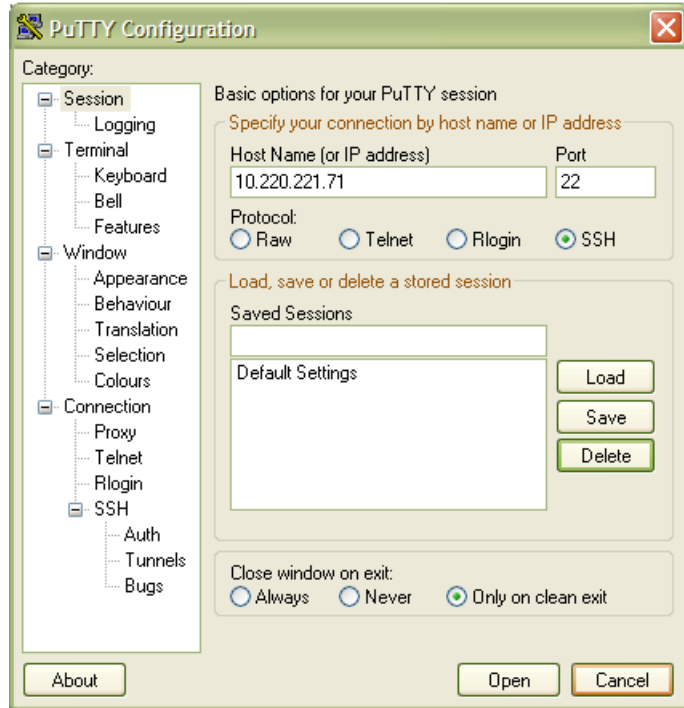 PuTTY Configuration
Category:
Session
Logging
Terminal
Keyboard
Bell
Features
Window
Appearance
Behaviour
Translation
Selection
Colours
Connection
Proxy
Telnet
Rlogin
SSH
Auth
Tunnels
Bugs
Basic options for your PuTTY session
Specify your connection by host name or IP address
Host Name (or IP address) Port
10.220.221.71 22
Protocol:
Raw Telnet Rlogin SSH
Load, save or delete a stored session
Saved Sessions
Default Settings
Load
Save
Delete
Close window on exit:
Always Never Only on clean exit
About Open Cancel